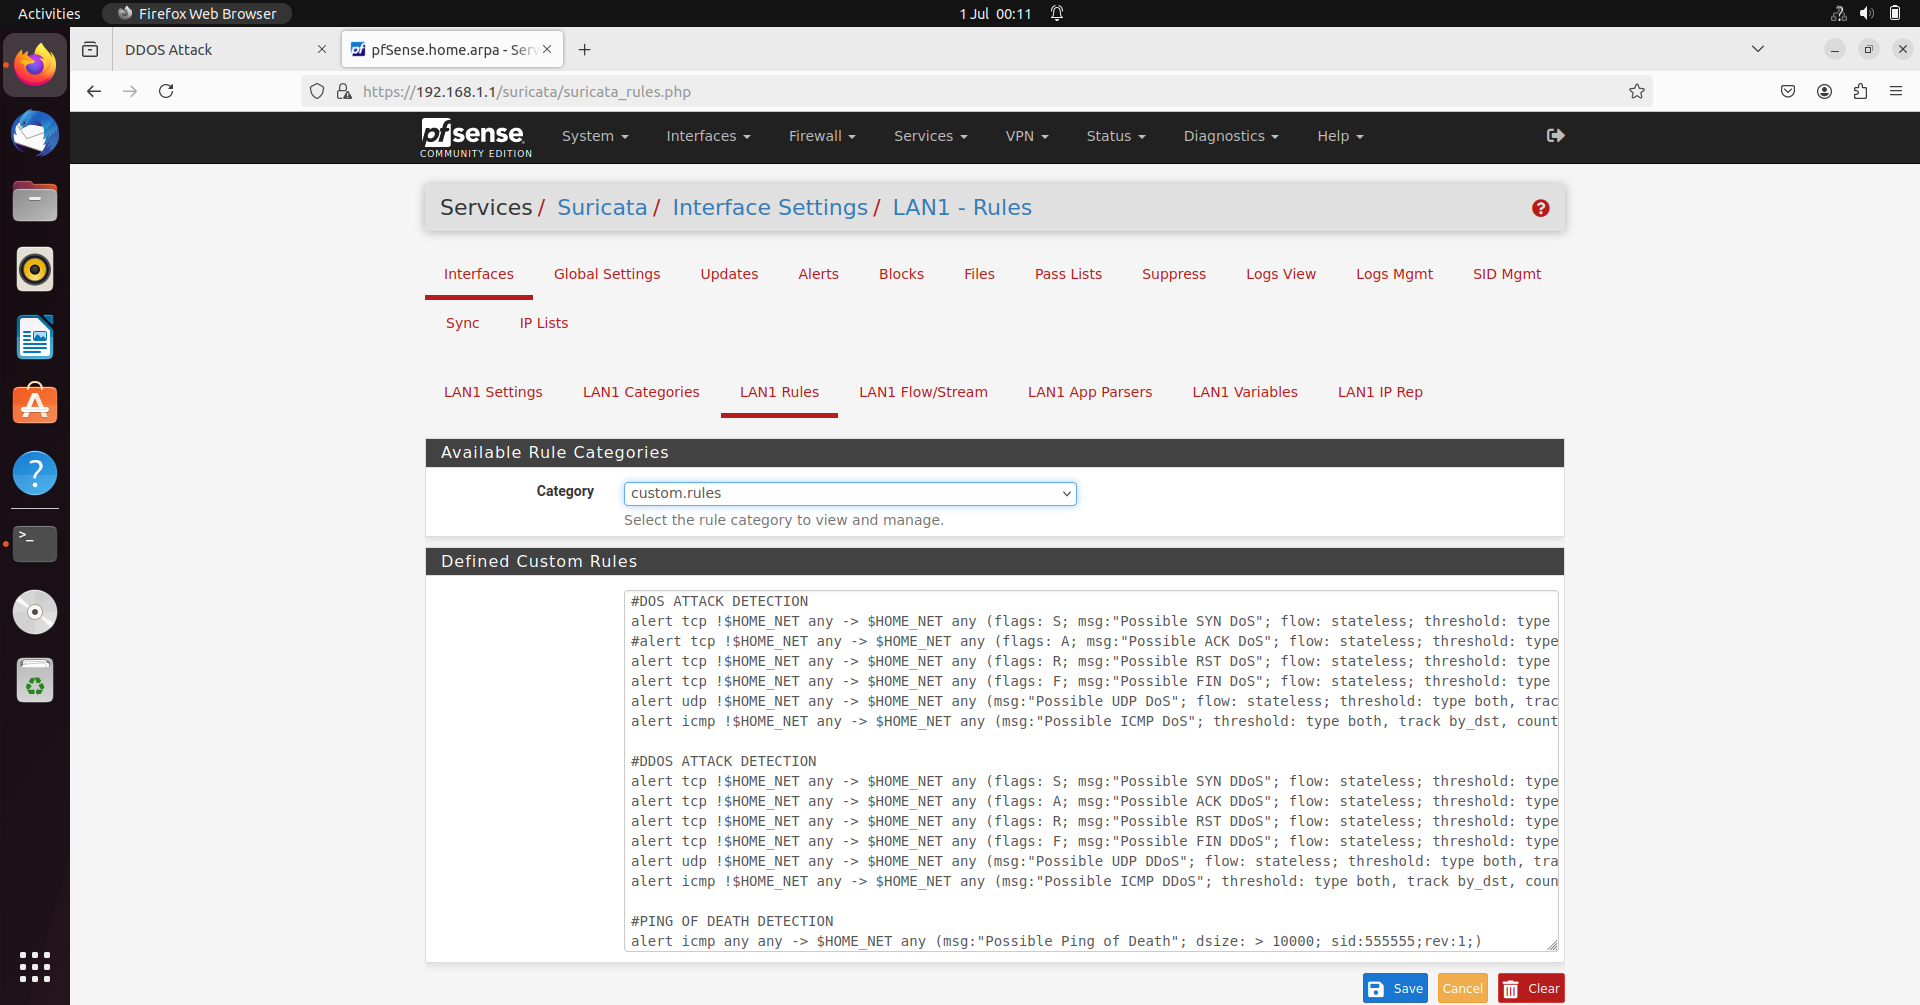 Activities
Firefox Web Browser
1 Jul 00:11
DDOS Attack
pfSense.home.arpa - Serv
https://192.168.1.1/suricata/suricata_rules.php
pfsense
COMMUNITY EDITION
System
Interfaces
Firewall
Services
VPN
Status
Diagnostics
Help
Services / Suricata / Interface Settings / LAN1 - Rules
Interfaces
Global Settings
Updates
Alerts
Blocks
Files
Pass Lists
Suppress
Logs View
Logs Mgmt
SID Mgmt
Sync
IP Lists
LAN1 Settings
LAN1 Categories
LAN1 Rules
LAN1 Flow/Stream
LAN1 App Parsers
LAN1 Variables
LAN1 IP Rep
Available Rule Categories
Category
custom.rules
Select the rule category to view and manage.
Defined Custom Rules
#DOS ATTACK DETECTION
alert tcp !$HOME_NET any -> $HOME_NET any (flags: S; msg:"Possible SYN DoS"; flow: stateless; threshold: type
#alert tcp !$HOME_NET any -> $HOME_NET any (flags: A; msg:"Possible ACK DoS"; flow: stateless; threshold: type
alert tcp !$HOME_NET any -> $HOME_NET any (flags: R; msg:"Possible RST DoS"; flow: stateless; threshold: type
alert tcp !$HOME_NET any -> $HOME_NET any (flags: F; msg:"Possible FIN DoS"; flow: stateless; threshold: type
alert udp !$HOME_NET any -> $HOME_NET any (msg:"Possible UDP DoS"; flow: stateless; threshold: type both, trac
alert icmp !$HOME_NET any -> $HOME_NET any (msg:"Possible ICMP DoS"; threshold: type both, track by_dst, count
#DDOS ATTACK DETECTION
alert tcp !$HOME_NET any -> $HOME_NET any (flags: S; msg:"Possible SYN DDoS"; flow: stateless; threshold: type
alert tcp !$HOME_NET any -> $HOME_NET any (flags: A; msg:"Possible ACK DDoS"; flow: stateless; threshold: type
alert tcp !$HOME_NET any -> $HOME_NET any (flags: R; msg:"Possible RST DDoS"; flow: stateless; threshold: type
alert tcp !$HOME_NET any -> $HOME_NET any (flags: F; msg:"Possible FIN DDoS"; flow: stateless; threshold: type
alert udp !$HOME_NET any -> $HOME_NET any (msg:"Possible UDP DDoS"; flow: stateless; threshold: type both, tra
alert icmp !$HOME_NET any -> $HOME_NET any (msg:"Possible ICMP DDoS"; threshold: type both, track by_dst, coun
#PING OF DEATH DETECTION
alert icmp any any -> $HOME_NET any (msg:"Possible Ping of Death"; dsize: > 10000; sid:555555;rev:1;)
Save
Cancel
Clear